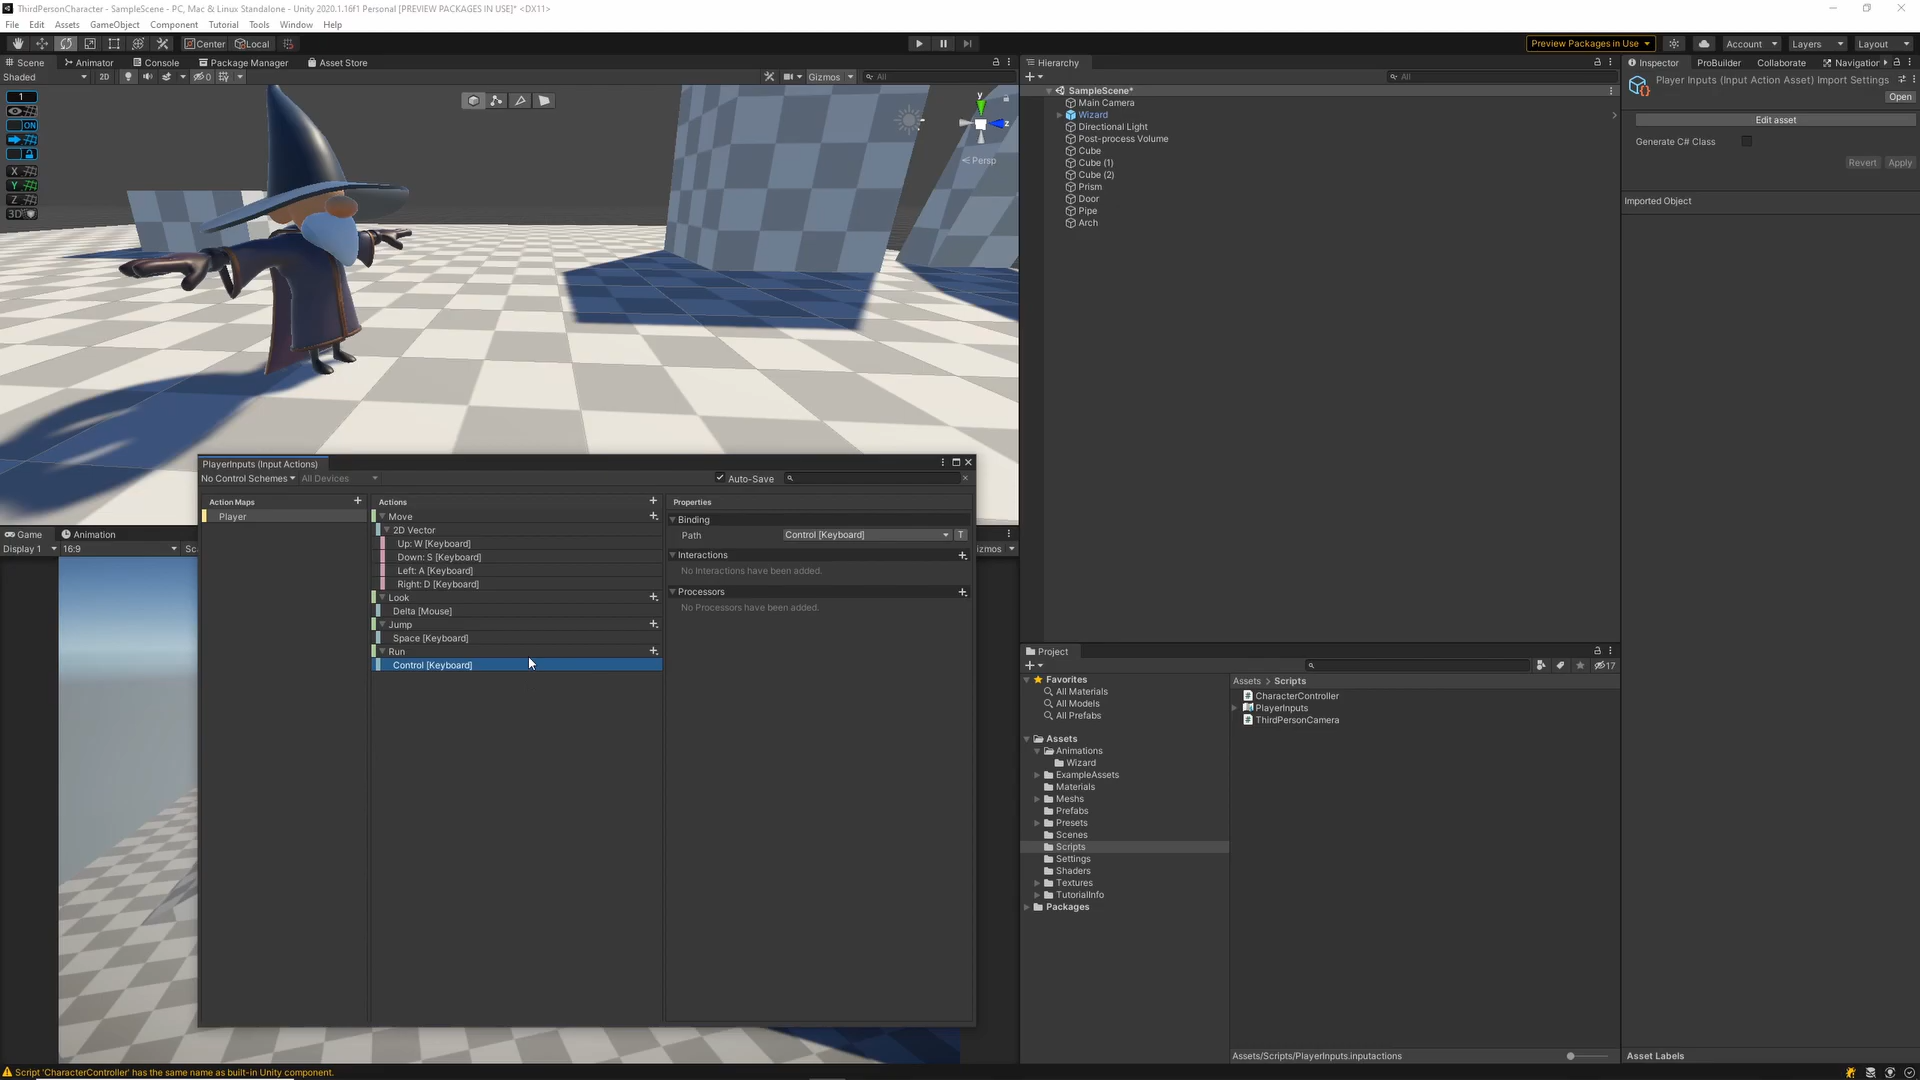 ThirdPersonCharacter - SampleScene - PC, Mac & Linux Standalone - Unity 2020.1.16f1 Personal [PREVIEW PACKAGES IN USE]* <DX11>
File Edit Assets GameObject Component Tutorial Tools Window Help
Center Local
Preview Packages in Use Account Layers Layout
Scene Animator Console Package Manager Asset Store
Shaded 2D 0 Gizmos All
1
ON
X
Y
Z
3D
y
z
Persp
Hierarchy
All
SampleScene*
Main Camera
Wizard
Directional Light
Post-process Volume
Cube
Cube (1)
Cube (2)
Prism
Door
Pipe
Arch
Inspector ProBuilder Collaborate Navigation
Player Inputs (Input Action Asset) Import Settings
Open
Edit asset
Generate C# Class
Revert Apply
Imported Object
PlayerInputs (Input Actions)
No Control Schemes All Devices Auto-Save
Action Maps
Player
Actions
Move
2D Vector
Up: W [Keyboard]
Down: S [Keyboard]
Left: A [Keyboard]
Right: D [Keyboard]
Look
Delta [Mouse]
Jump
Space [Keyboard]
Run
Control [Keyboard]
Properties
Binding
Path Control [Keyboard] T
Interactions
No Interactions have been added.
Processors
No Processors have been added.
Game Animation
Display 1 16:9 Sc
izmos
Project
17
Favorites
All Materials
All Models
All Prefabs
Assets
Animations
Wizard
ExampleAssets
Materials
Meshes
Prefabs
Presets
Scenes
Scripts
Settings
Shaders
Textures
TutorialInfo
Packages
Assets > Scripts
CharacterController
PlayerInputs
ThirdPersonCamera
Assets/Scripts/PlayerInputs.inputactions
Asset Labels
Script 'CharacterController' has the same name as built-in Unity component.